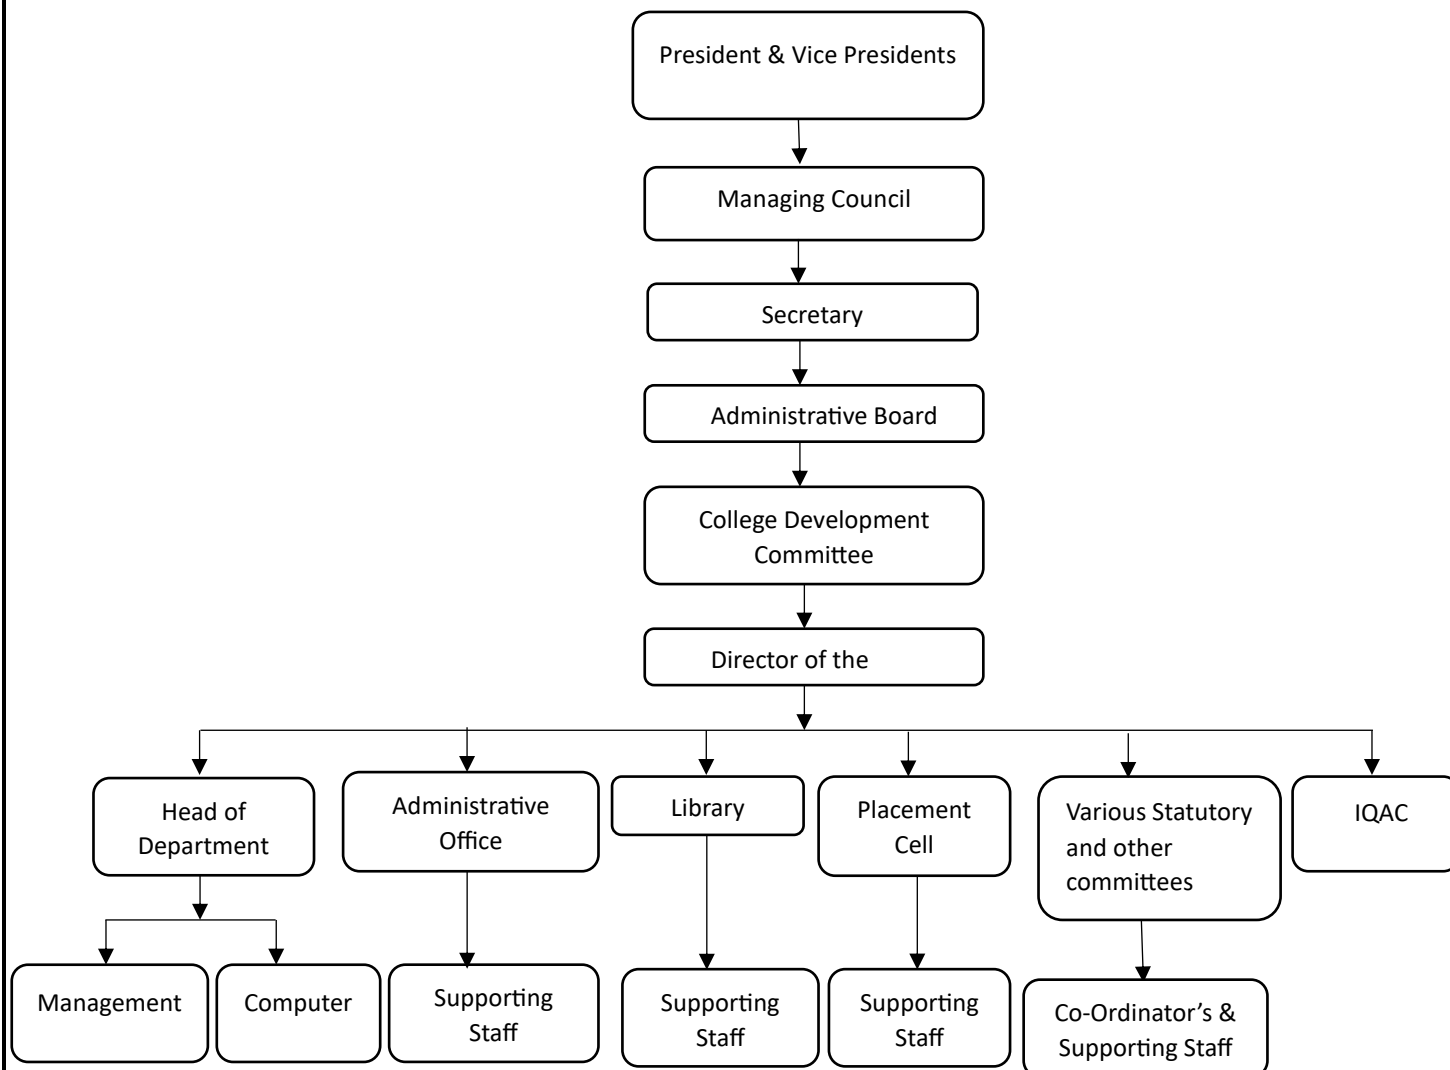 President & Vice Presidents
Managing Council
Secretary
Administrative Board
College Development
Committee
Director of the
Head of
Department
Administrative
Office
Library
Placement
Cell
Various Statutory
and other
committees
IQAC
Management
Computer
Supporting
Staff
Supporting
Staff
Supporting
Staff
Co-Ordinator’s &
Supporting Staff